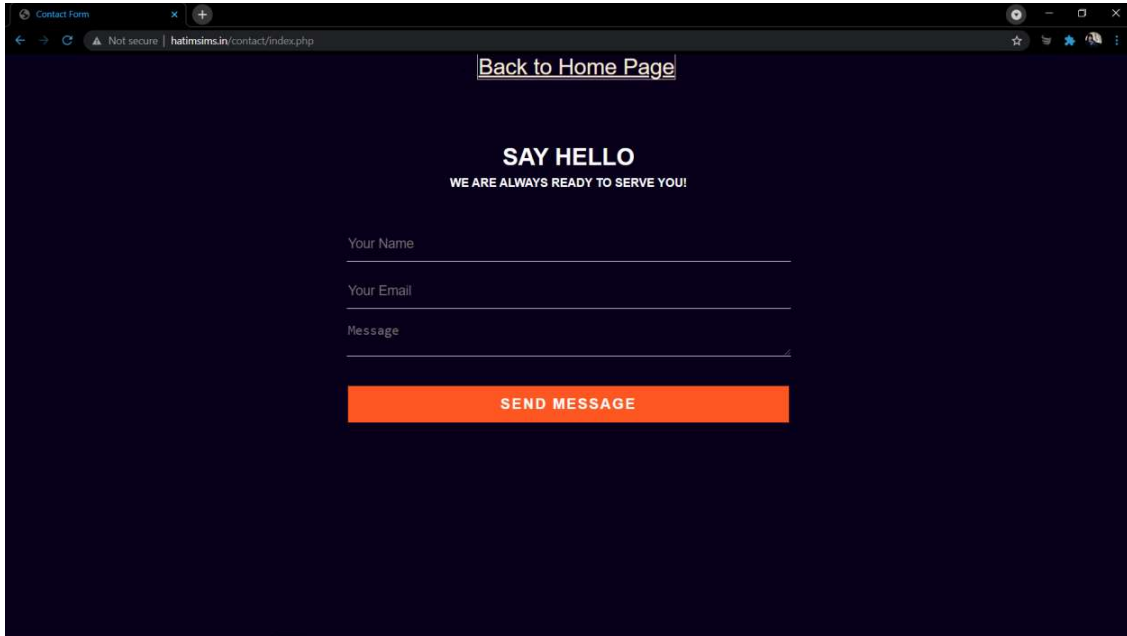 Contact Form
Not secure | hatimsims.in/contact/index.php
Back to Home Page
SAY HELLO
WE ARE ALWAYS READY TO SERVE YOU!
Your Name
Your Email
Message
SEND MESSAGE